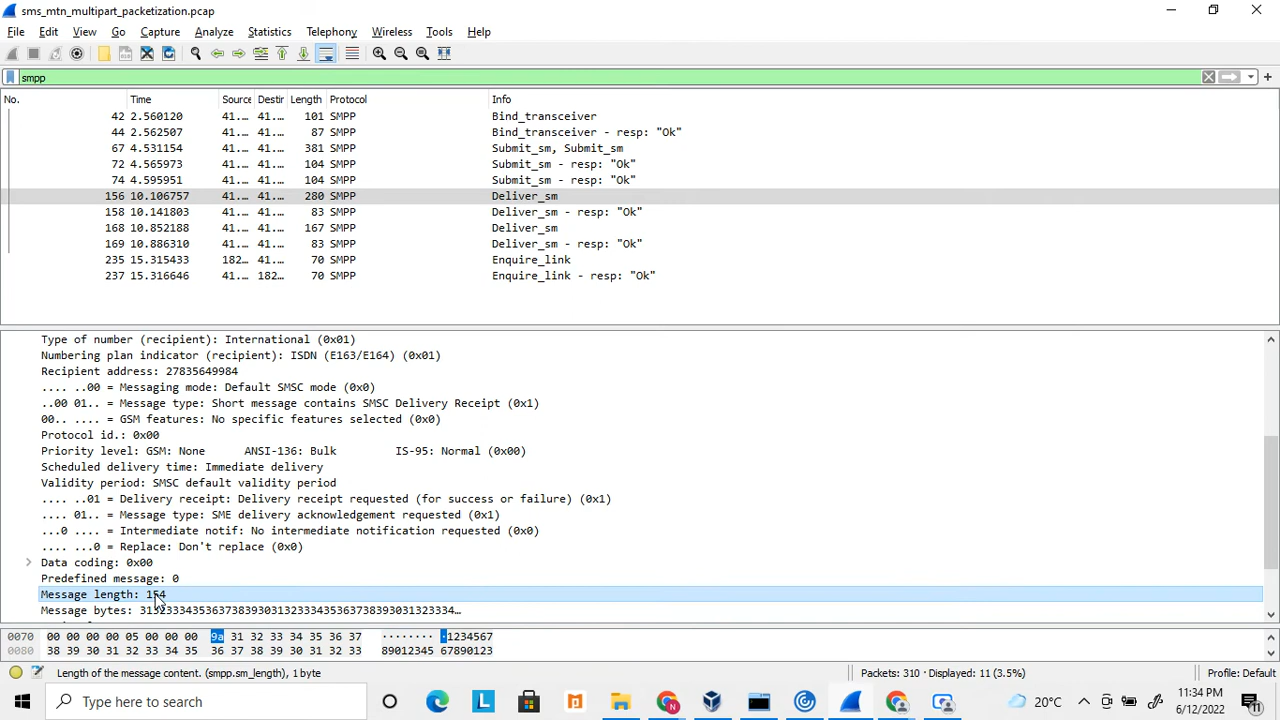 sms_mtn_multipart_packetization.pcap
File Edit View Go Capture Analyze Statistics Telephony Wireless Tools Help
smpp
No. Time Source Destir Length Protocol Info
42 2.560120 41.… 41.… 101 SMPP Bind_transceiver
44 2.562507 41.… 41.… 87 SMPP Bind_transceiver - resp: "Ok"
67 4.531154 41.… 41.… 381 SMPP Submit_sm, Submit_sm
72 4.565973 41.… 41.… 104 SMPP Submit_sm - resp: "Ok"
74 4.595951 41.… 41.… 104 SMPP Submit_sm - resp: "Ok"
156 10.106757 41.… 41.… 280 SMPP Deliver_sm
158 10.141803 41.… 41.… 83 SMPP Deliver_sm - resp: "Ok"
168 10.852188 41.… 41.… 167 SMPP Deliver_sm
169 10.886310 41.… 41.… 83 SMPP Deliver_sm - resp: "Ok"
235 15.315433 182… 41.… 70 SMPP Enquire_link
237 15.316646 41.… 182… 70 SMPP Enquire_link - resp: "Ok"
Type of number (recipient): International (0x01)
Numbering plan indicator (recipient): ISDN (E163/E164) (0x01)
Recipient address: 27835649984
.... ..00 = Messaging mode: Default SMSC mode (0x0)
..00 01.. = Message type: Short message contains SMSC Delivery Receipt (0x1)
00.. .... = GSM features: No specific features selected (0x0)
Protocol id.: 0x00
Priority level: GSM: None ANSI-136: Bulk IS-95: Normal (0x00)
Scheduled delivery time: Immediate delivery
Validity period: SMSC default validity period
.... ..01 = Delivery receipt: Delivery receipt requested (for success or failure) (0x1)
.... 01.. = Message type: SME delivery acknowledgement requested (0x1)
...0 .... = Intermediate notif: No intermediate notification requested (0x0)
.... ...0 = Replace: Don't replace (0x0)
Data coding: 0x00
Predefined message: 0
Message length: 154
Message bytes: 313233343536373839303132333435363738393031323334…
0070 00 00 00 00 05 00 00 00 9a 31 32 33 34 35 36 37 ········ ·1234567
0080 38 39 30 31 32 33 34 35 36 37 38 39 30 31 32 33 89012345 67890123
Length of the message content. (smpp.sm_length), 1 byte
Packets: 310 · Displayed: 11 (3.5%)
Profile: Default
Type here to search
20°C
11:34 PM
6/12/2022
11